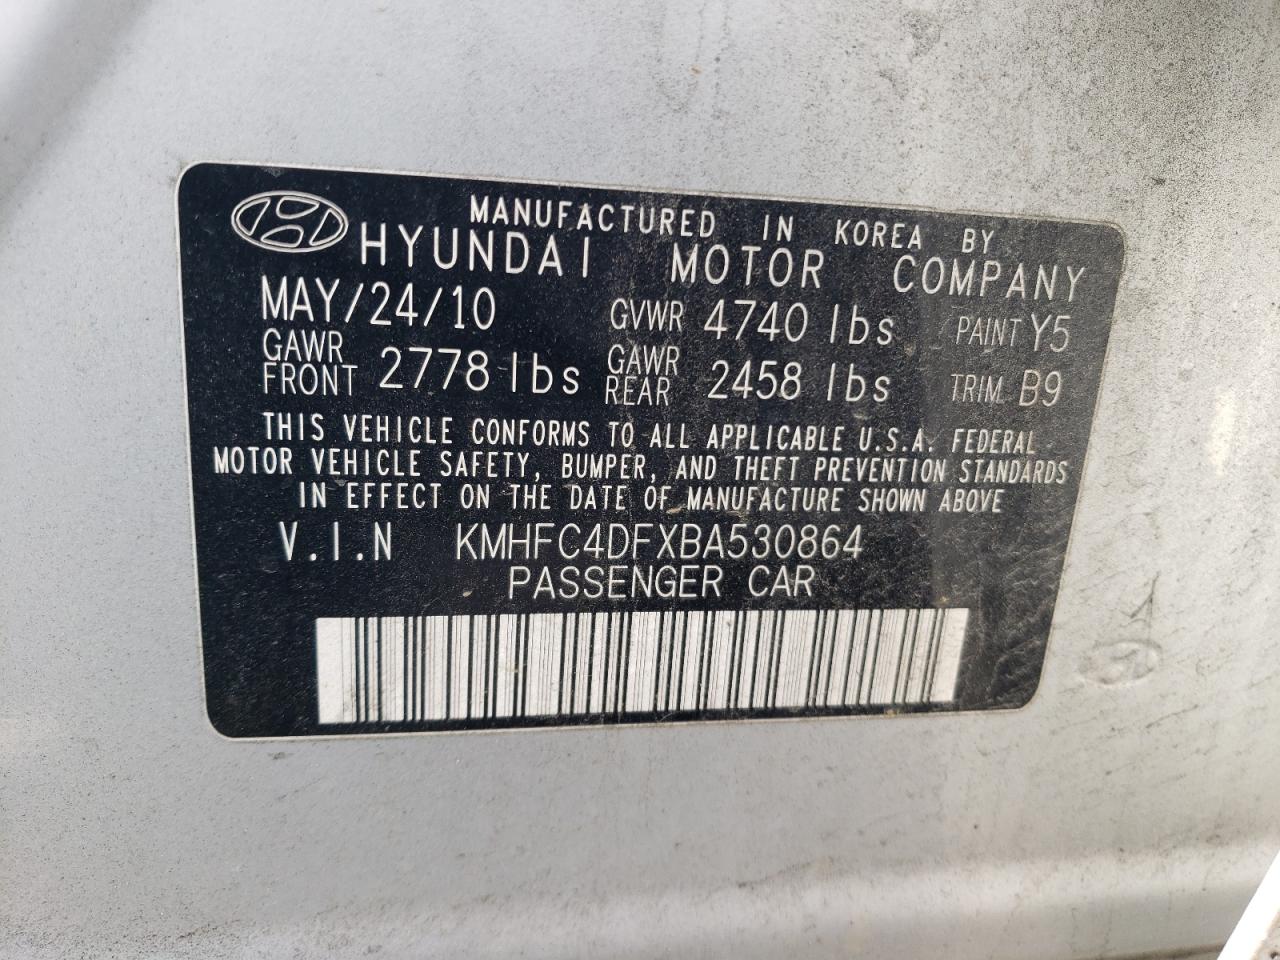 MANUFACTURED IN KOREA BY
HYUNDAI MOTOR COMPANY
MAY/24/10 GVWR 4740 lbs PAINT Y5
GAWR FRONT 2778 lbs GAWR REAR 2458 lbs TRIM B9
THIS VEHICLE CONFORMS TO ALL APPLICABLE U.S.A. FEDERAL
MOTOR VEHICLE SAFETY, BUMPER, AND THEFT PREVENTION STANDARDS
IN EFFECT ON THE DATE OF MANUFACTURE SHOWN ABOVE
V.I.N KMHFC4DFXBA530864
PASSENGER CAR